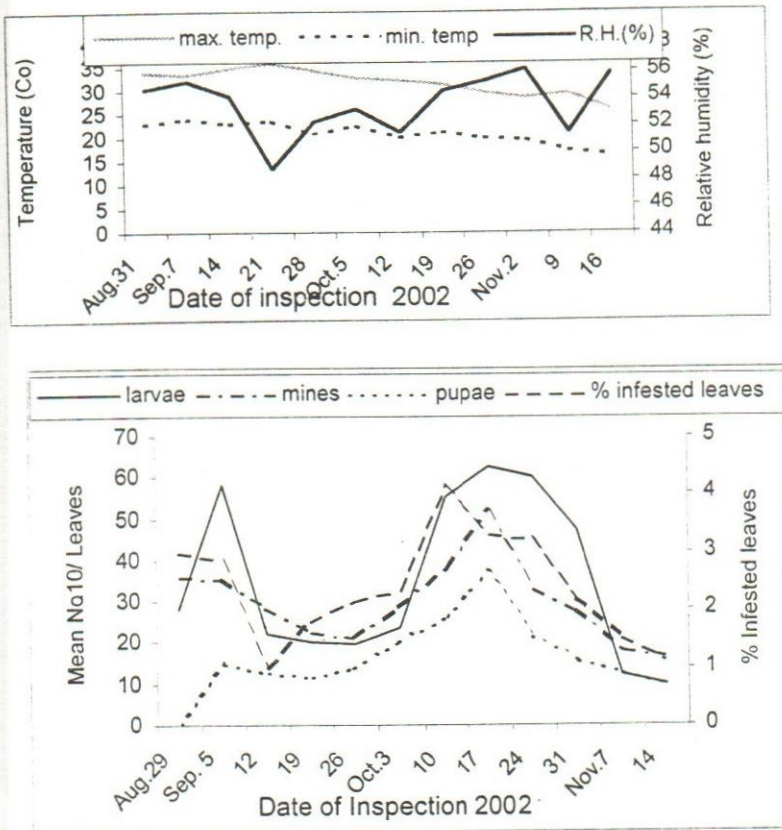 max. temp. min. temp R.H.(%)
Temperature (Co)
35
30
25
20
15
10
5
0
56
54
52
50
48
46
44
Relative humidity (%)
Aug.31 Sep.7 14 21 28 Oct.5 12 19 26 Nov.2 9 16
Date of inspection 2002
larvae mines pupae % infested leaves
Mean No10/ Leaves
70
60
50
40
30
20
10
0
5
4
3
2
1
0
% Infested leaves
Aug.29 Sep. 5 12 19 26 Oct.3 10 17 24 31 Nov.7 14
Date of Inspection 2002